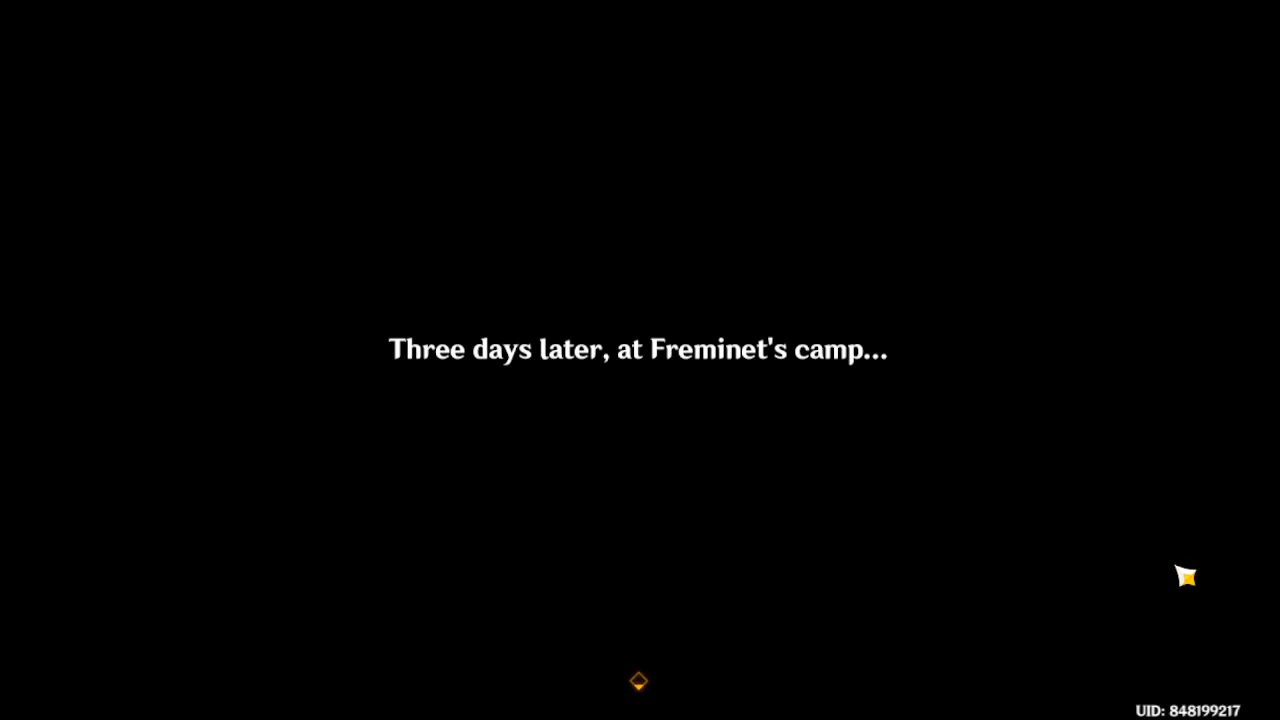 Three days later, at Freminet's camp...
UID: 848199217